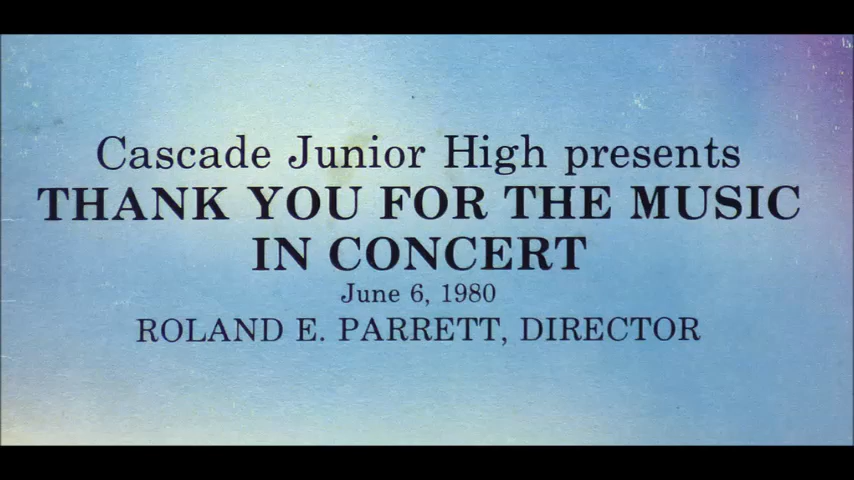 Cascade Junior High presents
THANK YOU FOR THE MUSIC
IN CONCERT
June 6, 1980
ROLAND E. PARRETT, DIRECTOR